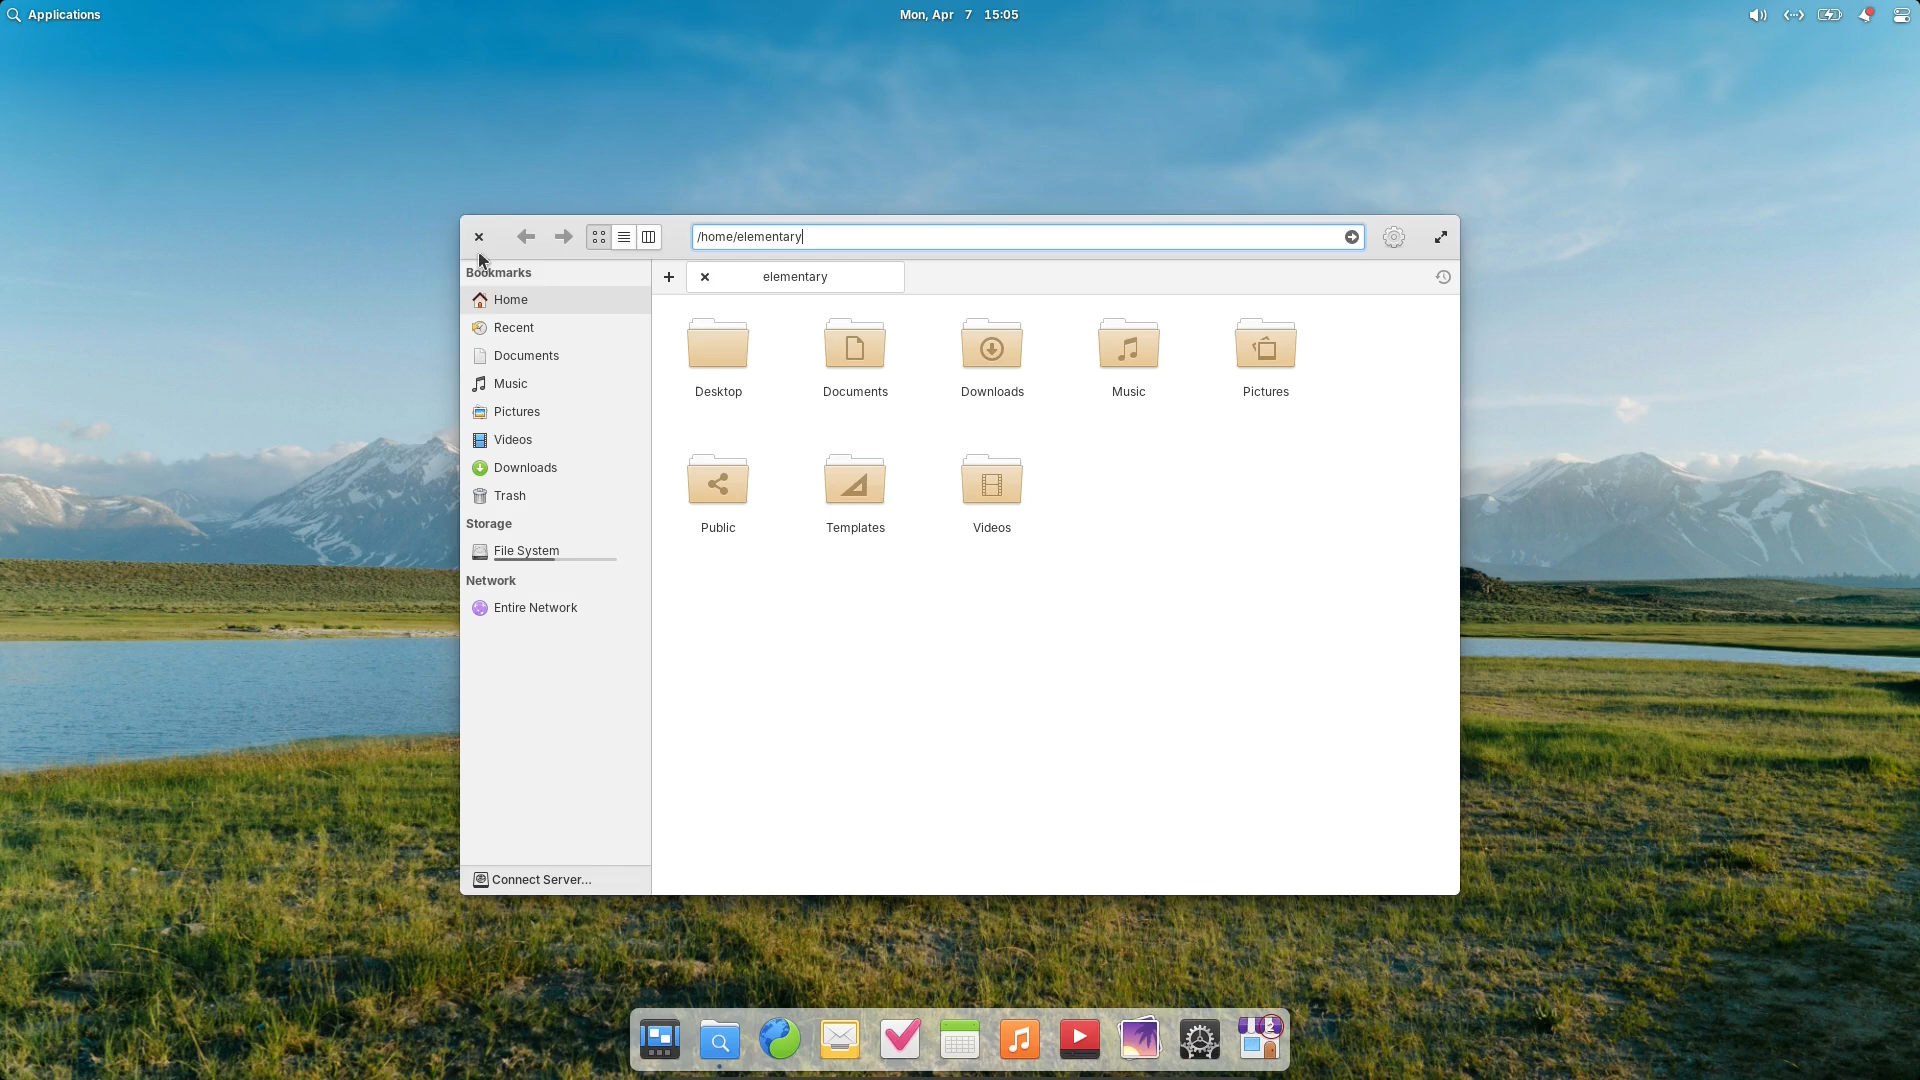 Applications
Mon, Apr 7 15:05
/home/elementary
Bookmarks
Home
Recent
Documents
Music
Pictures
Videos
Downloads
Trash
Storage
File System
Network
Entire Network
Connect Server...
elementary
Desktop
Documents
Downloads
Music
Pictures
Public
Templates
Videos
2